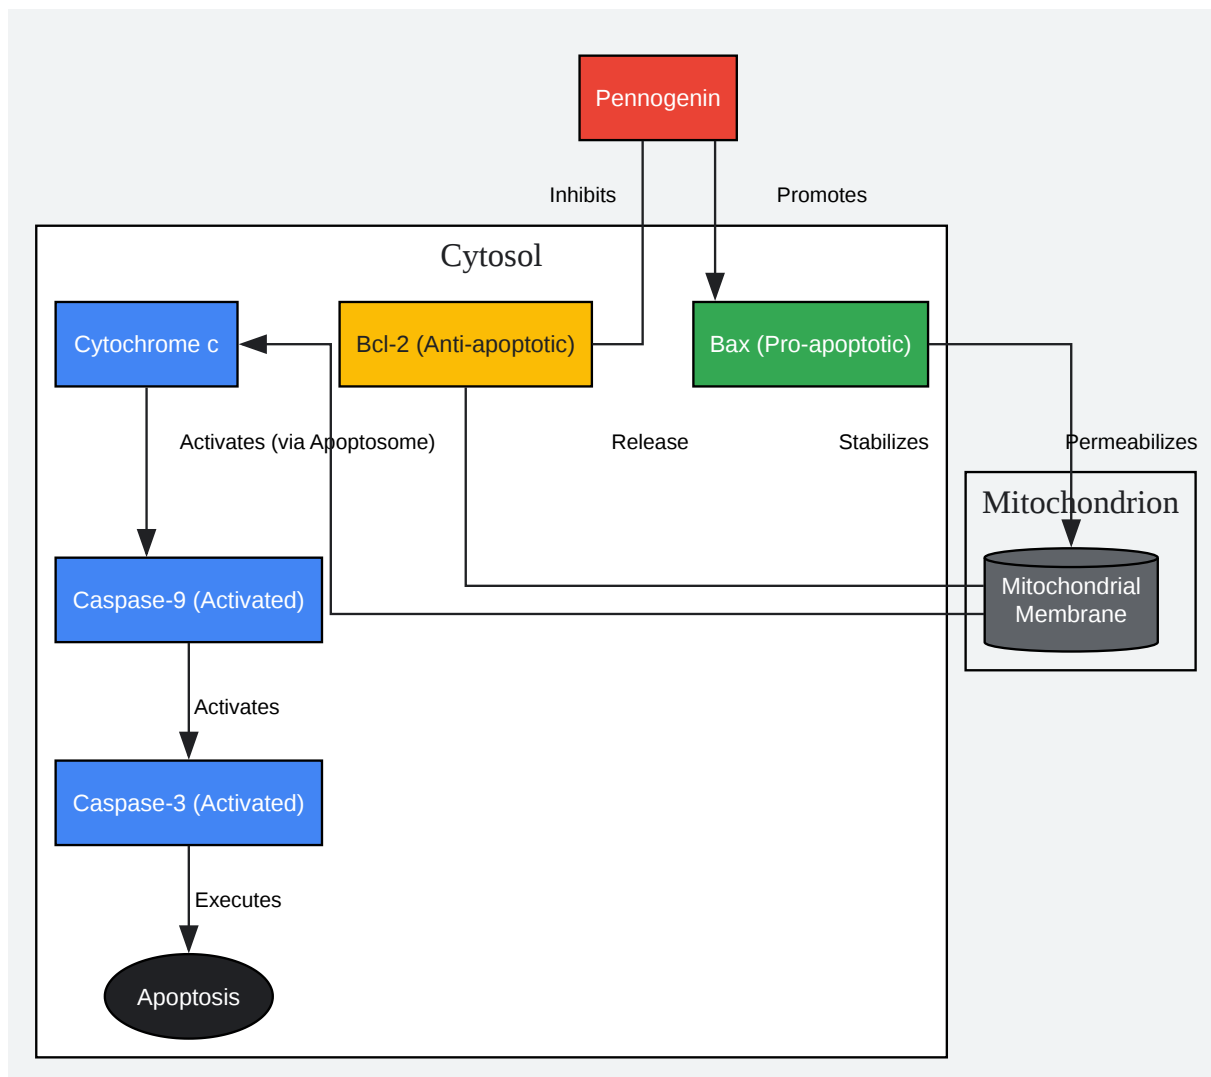 Pennogenin
Inhibits
Promotes
Cytosol
Cytochrome c
Bcl-2 (Anti-apoptotic)
Bax (Pro-apoptotic)
Activates (via Apoptosome)
Release
Stabilizes
Permeabilizes
Mitochondrion
Mitochondrial
Membrane
Caspase-9 (Activated)
Activates
Caspase-3 (Activated)
Executes
Apoptosis